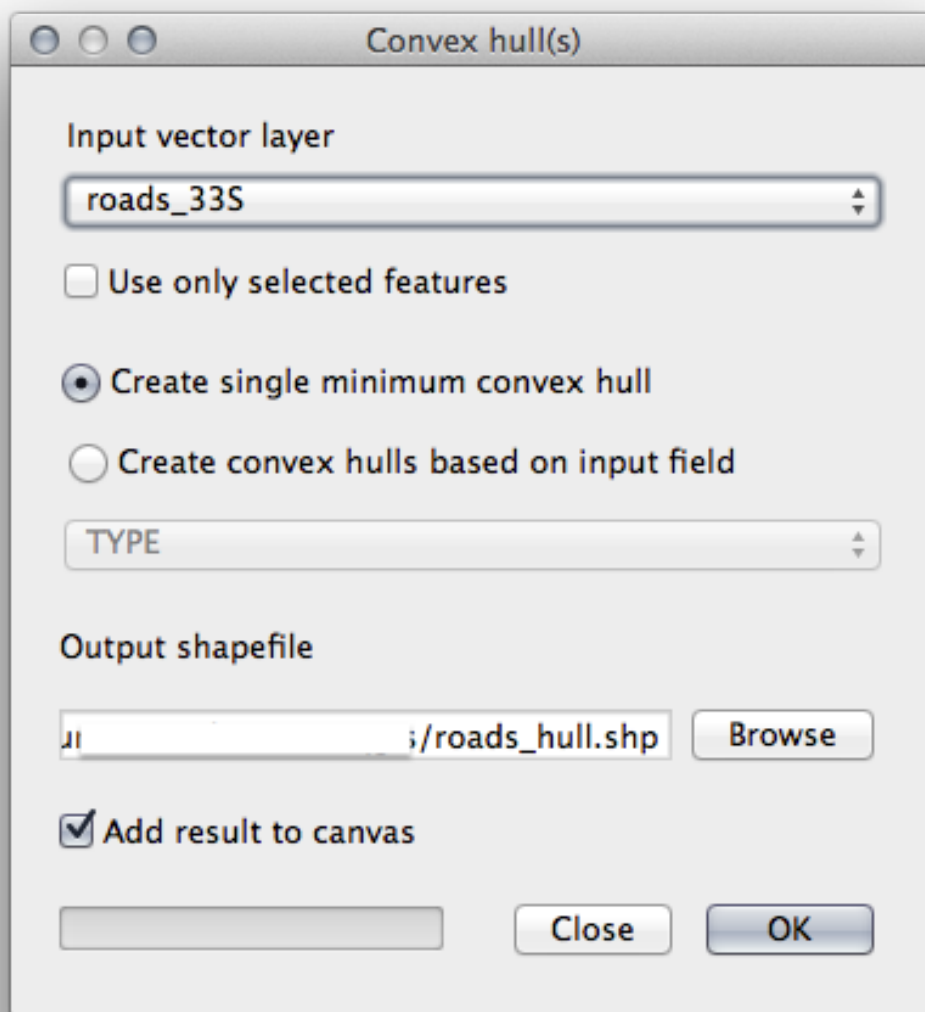 Convex hull(s)
Input vector layer
roads_33S
Use only selected features
Create single minimum convex hull
Create convex hulls based on input field
TYPE
Output shapefile
/roads_hull.shp
Browse
Add result to canvas
Close
OK